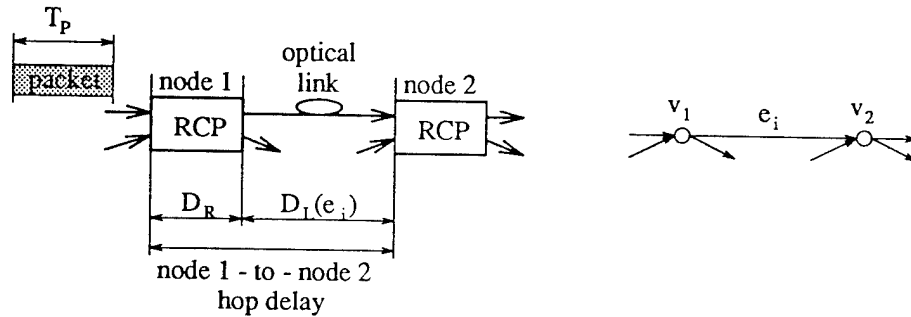 T_P
packet
node 1
RCP
optical
link
node 2
RCP
D_R
D_L(e_i)
node 1 - to - node 2
hop delay
v_1
e_i
v_2